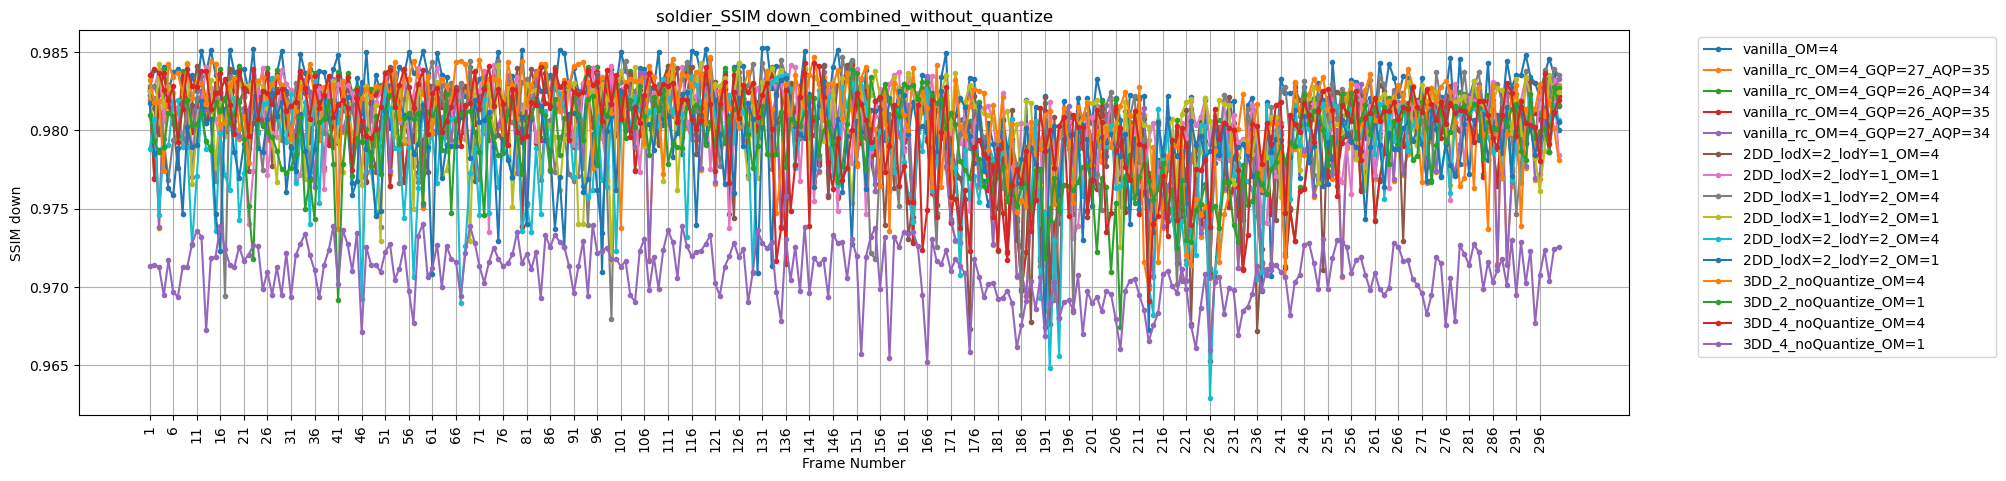 soldier_SSIM down_combined_without_quantize
SSIM down
0.985
0.980
0.975
0.970
0.965
1 6 11 16 21 26 31 36 41 46 51 56 61 66 71 76 81 86 91 96 101 106 111 116 121 126 131 136 141 146 151 156 161 166 171 176 181 186 191 196 201 206 211 216 221 226 231 236 241 246 251 256 261 266 271 276 281 286 291 296
Frame Number
vanilla_OM=4
vanilla_rc_OM=4_GQP=27_AQP=35
vanilla_rc_OM=4_GQP=26_AQP=34
vanilla_rc_OM=4_GQP=26_AQP=35
vanilla_rc_OM=4_GQP=27_AQP=34
2DD_lodX=2_lodY=1_OM=4
2DD_lodX=2_lodY=1_OM=1
2DD_lodX=1_lodY=2_OM=4
2DD_lodX=1_lodY=2_OM=1
2DD_lodX=2_lodY=2_OM=4
2DD_lodX=2_lodY=2_OM=1
3DD_2_noQuantize_OM=4
3DD_2_noQuantize_OM=1
3DD_4_noQuantize_OM=4
3DD_4_noQuantize_OM=1